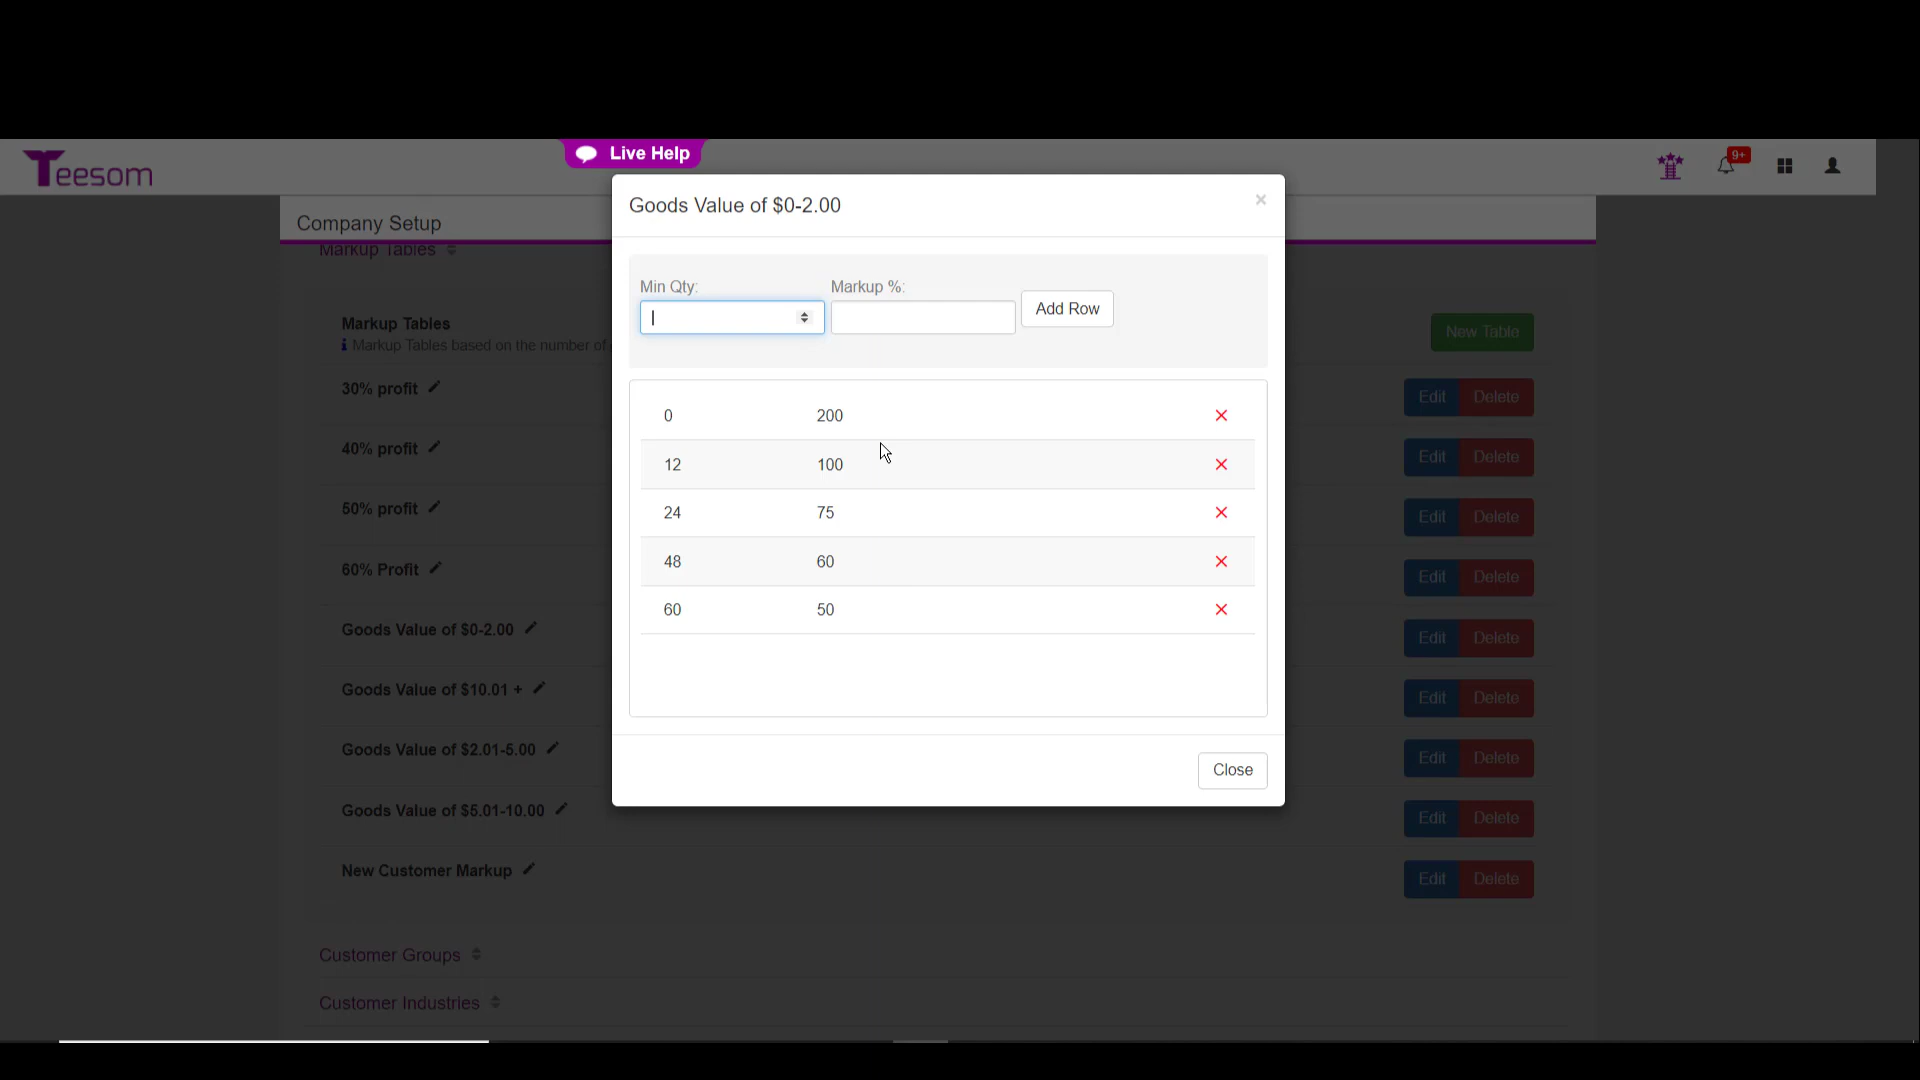 Teesom
Live Help
9+
Company Setup
Markup Tables
Markup Tables
Markup Tables based on the number of
New Table
30% profit
Edit Delete
40% profit
Edit Delete
50% profit
Edit Delete
60% Profit
Edit Delete
Goods Value of $0-2.00
Edit Delete
Goods Value of $10.01 +
Edit Delete
Goods Value of $2.01-5.00
Edit Delete
Goods Value of $5.01-10.00
Edit Delete
New Customer Markup
Edit Delete
Customer Groups
Customer Industries
Goods Value of $0-2.00
×
Min Qty: Markup %:
Add Row
0 200
12 100
24 75
48 60
60 50
Close